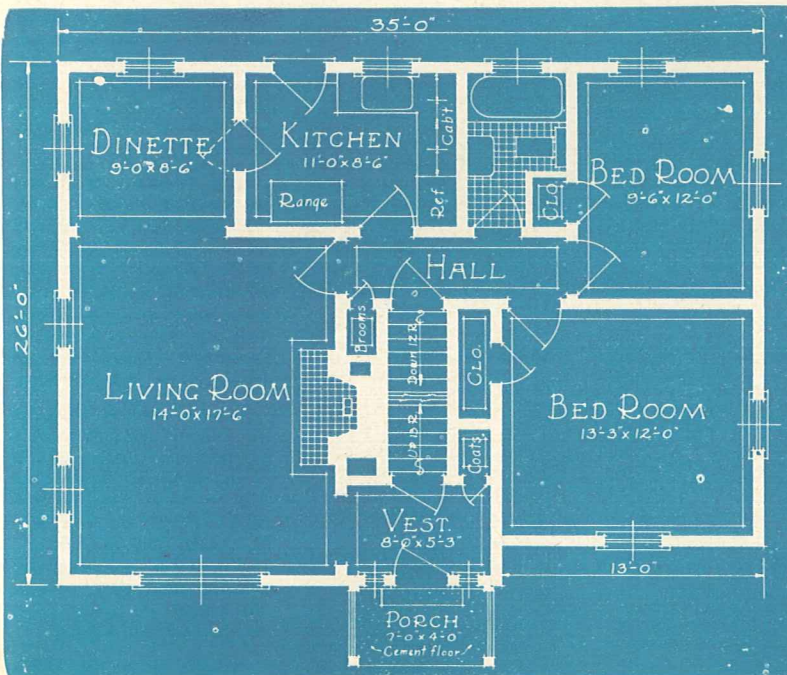 35'-0"
DINETTE
9'-0"x8'-6"
KITCHEN
11'-0"x8'-6"
Range
Cab't.
Ref.
CLO.
BED ROOM
9'-6"x12'-0"
HALL
26'-0"
LIVING ROOM
14'-0"x17'-6"
Brooms
Down 12 R.
UP 13 R.
CLO.
Coats
BED ROOM
13'-3"x12'-0"
VEST.
8'-0"x5'-3"
13'-0"
PORCH
7'-0"x4'-0"
Cement floor